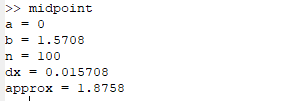 >> midpoint
a = 0
b = 1.5708
n = 100
dx = 0.015708
approx = 1.8758